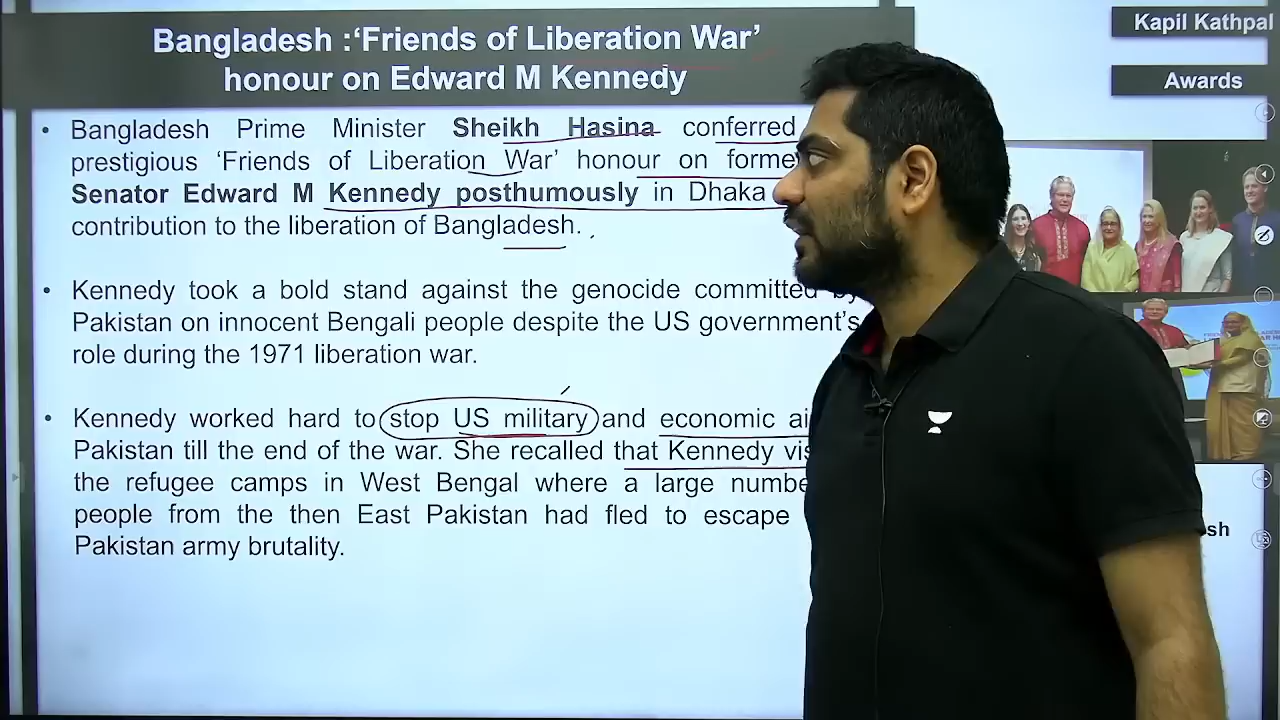 Bangladesh :‘Friends of Liberation War’
honour on Edward M Kennedy
Kapil Kathpal
Awards
• Bangladesh Prime Minister Sheikh Hasina conferred
prestigious ‘Friends of Liberation War’ honour on forme
Senator Edward M Kennedy posthumously in Dhaka
contribution to the liberation of Bangladesh.
• Kennedy took a bold stand against the genocide committed by
Pakistan on innocent Bengali people despite the US government’s
role during the 1971 liberation war.
• Kennedy worked hard to stop US military and economic ai
Pakistan till the end of the war. She recalled that Kennedy vis
the refugee camps in West Bengal where a large numbe
people from the then East Pakistan had fled to escape
Pakistan army brutality.
sh